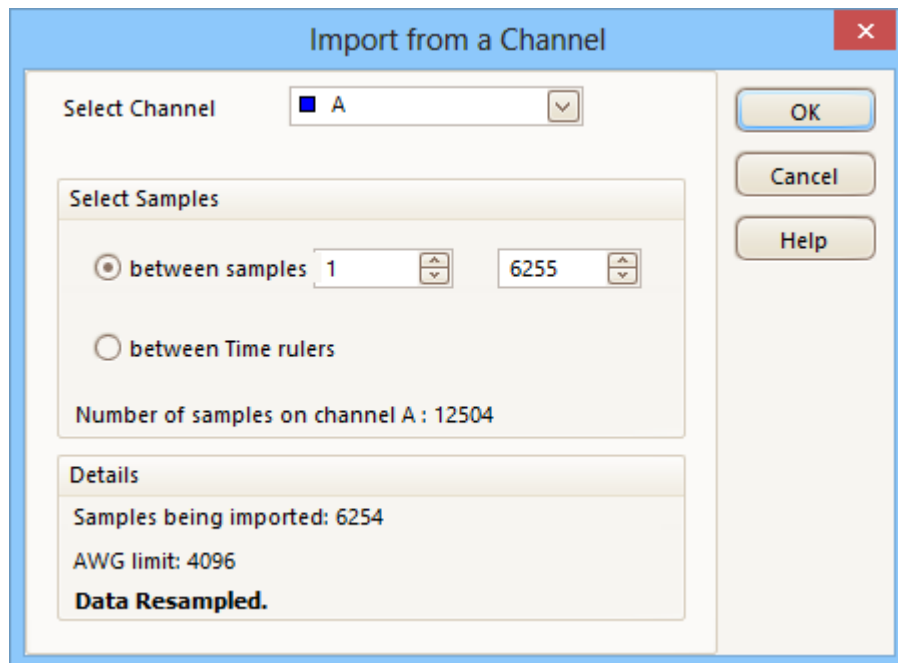 Import from a Channel
Select Channel A
OK
Cancel
Help
Select Samples
between samples 1 6255
between Time rulers
Number of samples on channel A : 12504
Details
Samples being imported: 6254
AWG limit: 4096
Data Resampled.